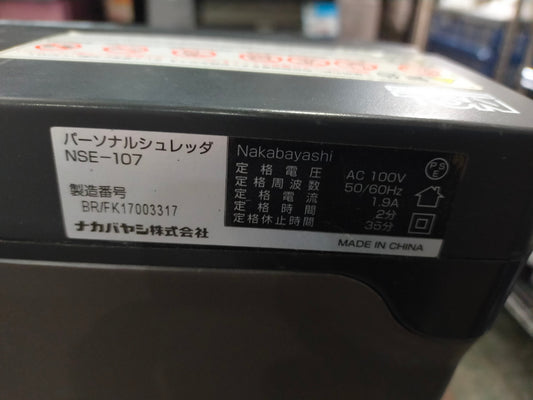 パーソナルシュレッダ
NSE-107
製造番号
BR/FK17003317
ナカバヤシ株式会社
Nakabayashi
定格電圧 AC 100V
定格周波数 50/60Hz
定格電流 1.9A
定格時間 2分
定格休止時間 35分
PSE
MADE IN CHINA